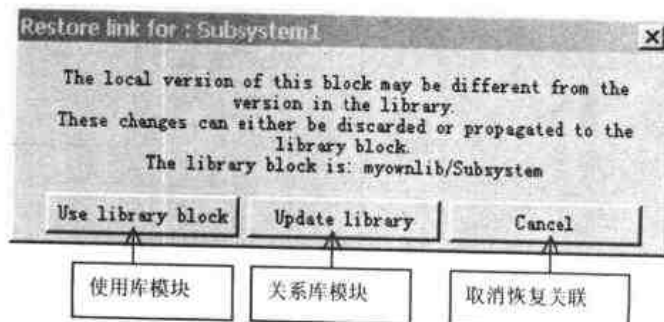 Restore link for : Subsystem1
The local version of this block may be different from the
version in the library.
These changes can either be discarded or propagated to the
library block.
The library block is: myownlib/Subsystem
Use library block
Update library
Cancel
使用库模块
关系库模块
取消恢复关联